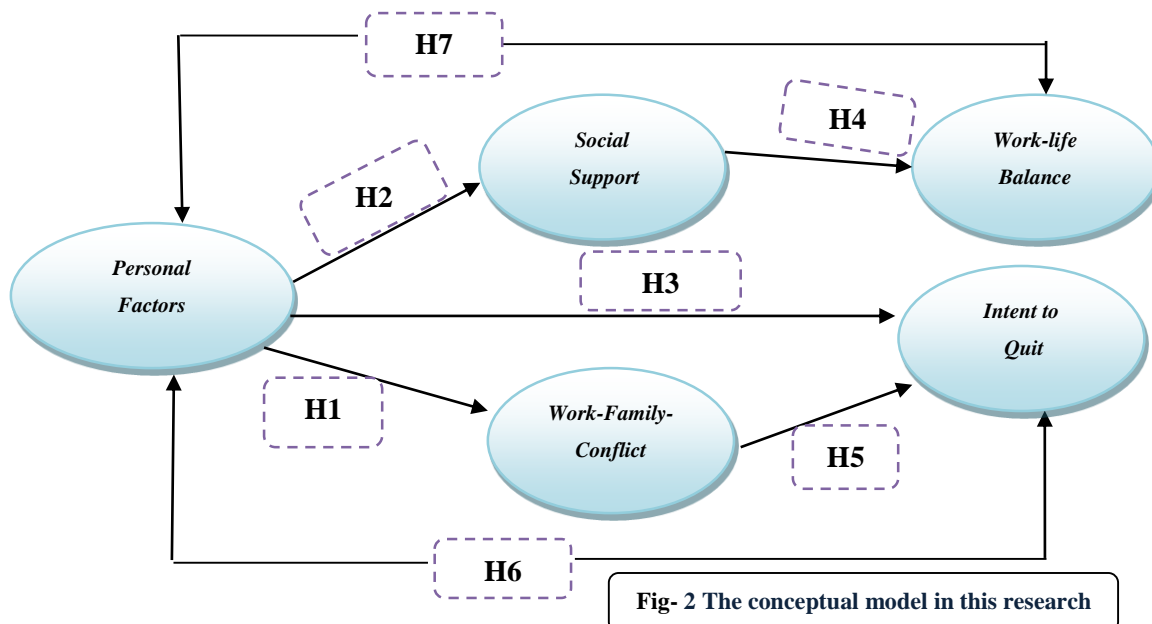 H7
Social
Support
H4
Work-life
Balance
H2
Personal
Factors
H3
Intent to
Quit
H1
Work-Family-
Conflict
H5
H6
Fig- 2 The conceptual model in this research